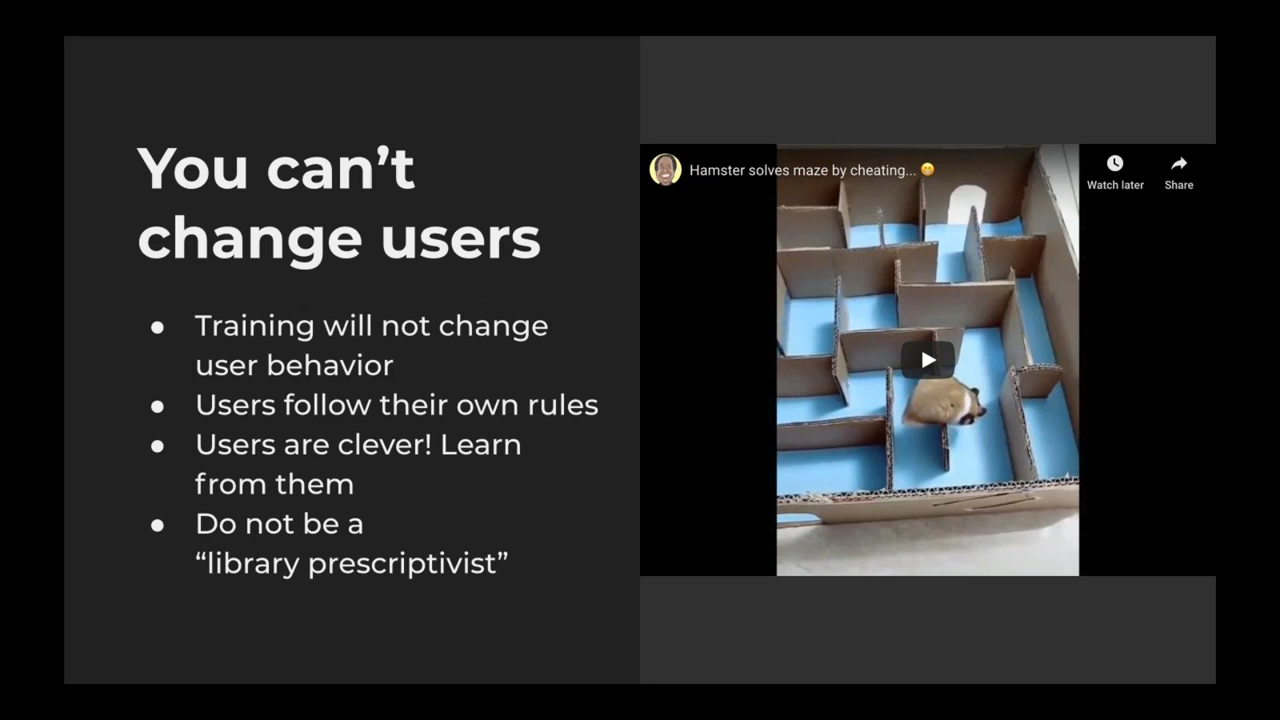 You can’t
change users
● Training will not change
user behavior
● Users follow their own rules
● Users are clever! Learn
from them
● Do not be a
“library prescriptivist”
Hamster solves maze by cheating... 😊
Watch later
Share